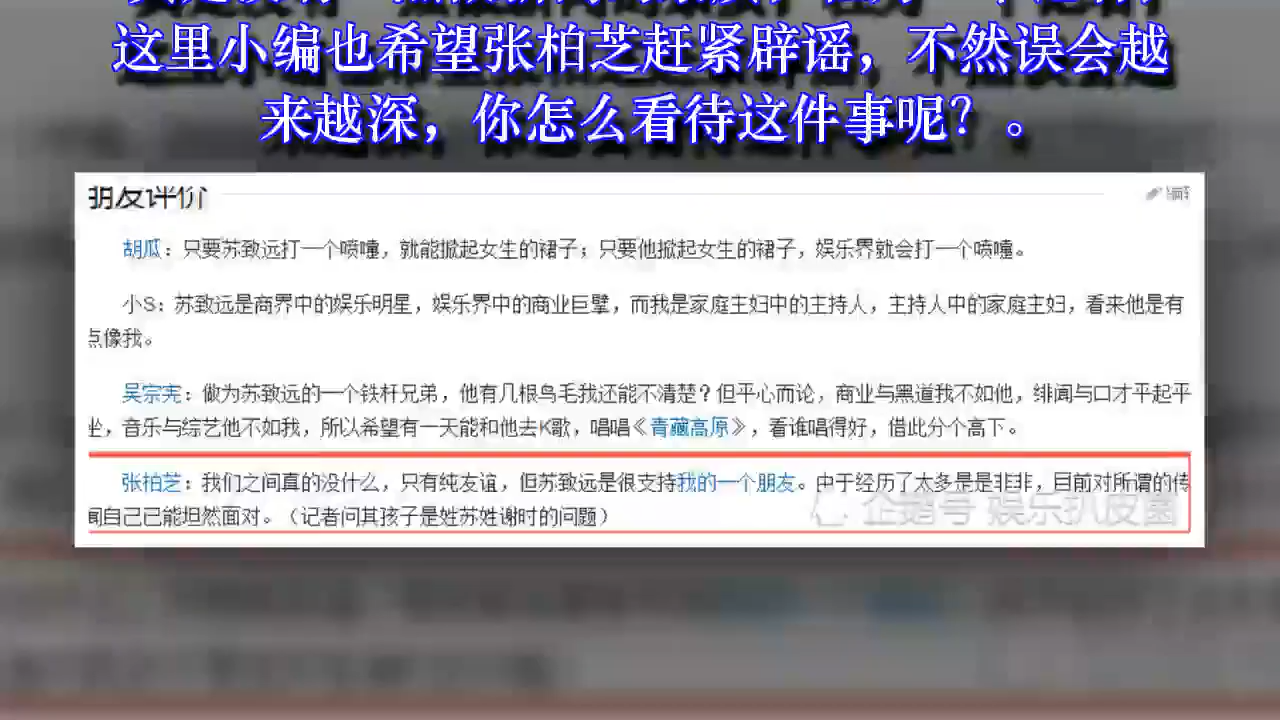 这里小编也希望张柏芝赶紧辟谣，不然误会越
来越深，你怎么看待这件事呢？。
朋友评价
编辑
胡瓜：只要苏致远打一个喷嚏，就能掀起女生的裙子；只要他掀起女生的裙子，娱乐界就会打一个喷嚏。
小S：苏致远是商界中的娱乐明星，娱乐界中的商业巨擘，而我是家庭主妇中的主持人，主持人中的家庭主妇，看来他是有
点像我。
吴宗宪：做为苏致远的一个铁杆兄弟，他有几根鸟毛我还能不清楚？但平心而论，商业与黑道我不如他，绯闻与口才平起平
坐，音乐与综艺他不如我，所以希望有一天能和他去K歌，唱唱《青藏高原》，看谁唱得好，借此分个高下。
张柏芝：我们之间真的没什么，只有纯友谊，但苏致远是很支持我的一个朋友。由于经历了太多是是非非，目前对所谓的传
闻自己已能坦然面对。（记者问其孩子是姓苏姓谢时的问题）
企鹅号 娱乐扒皮菌